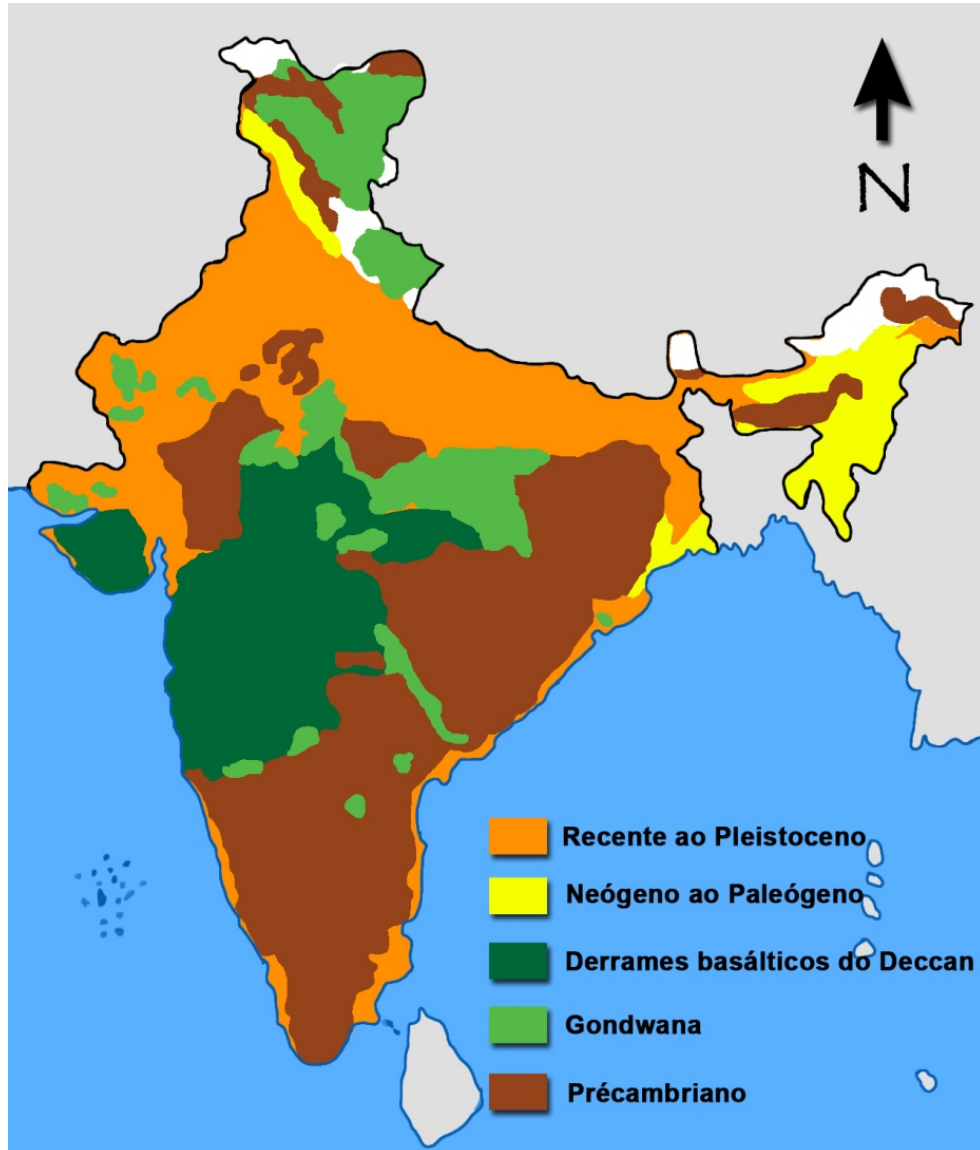 N
Recente ao Pleistoceno
Neógeno ao Paleógeno
Derrames basálticos do Deccan
Gondwana
Précambriano